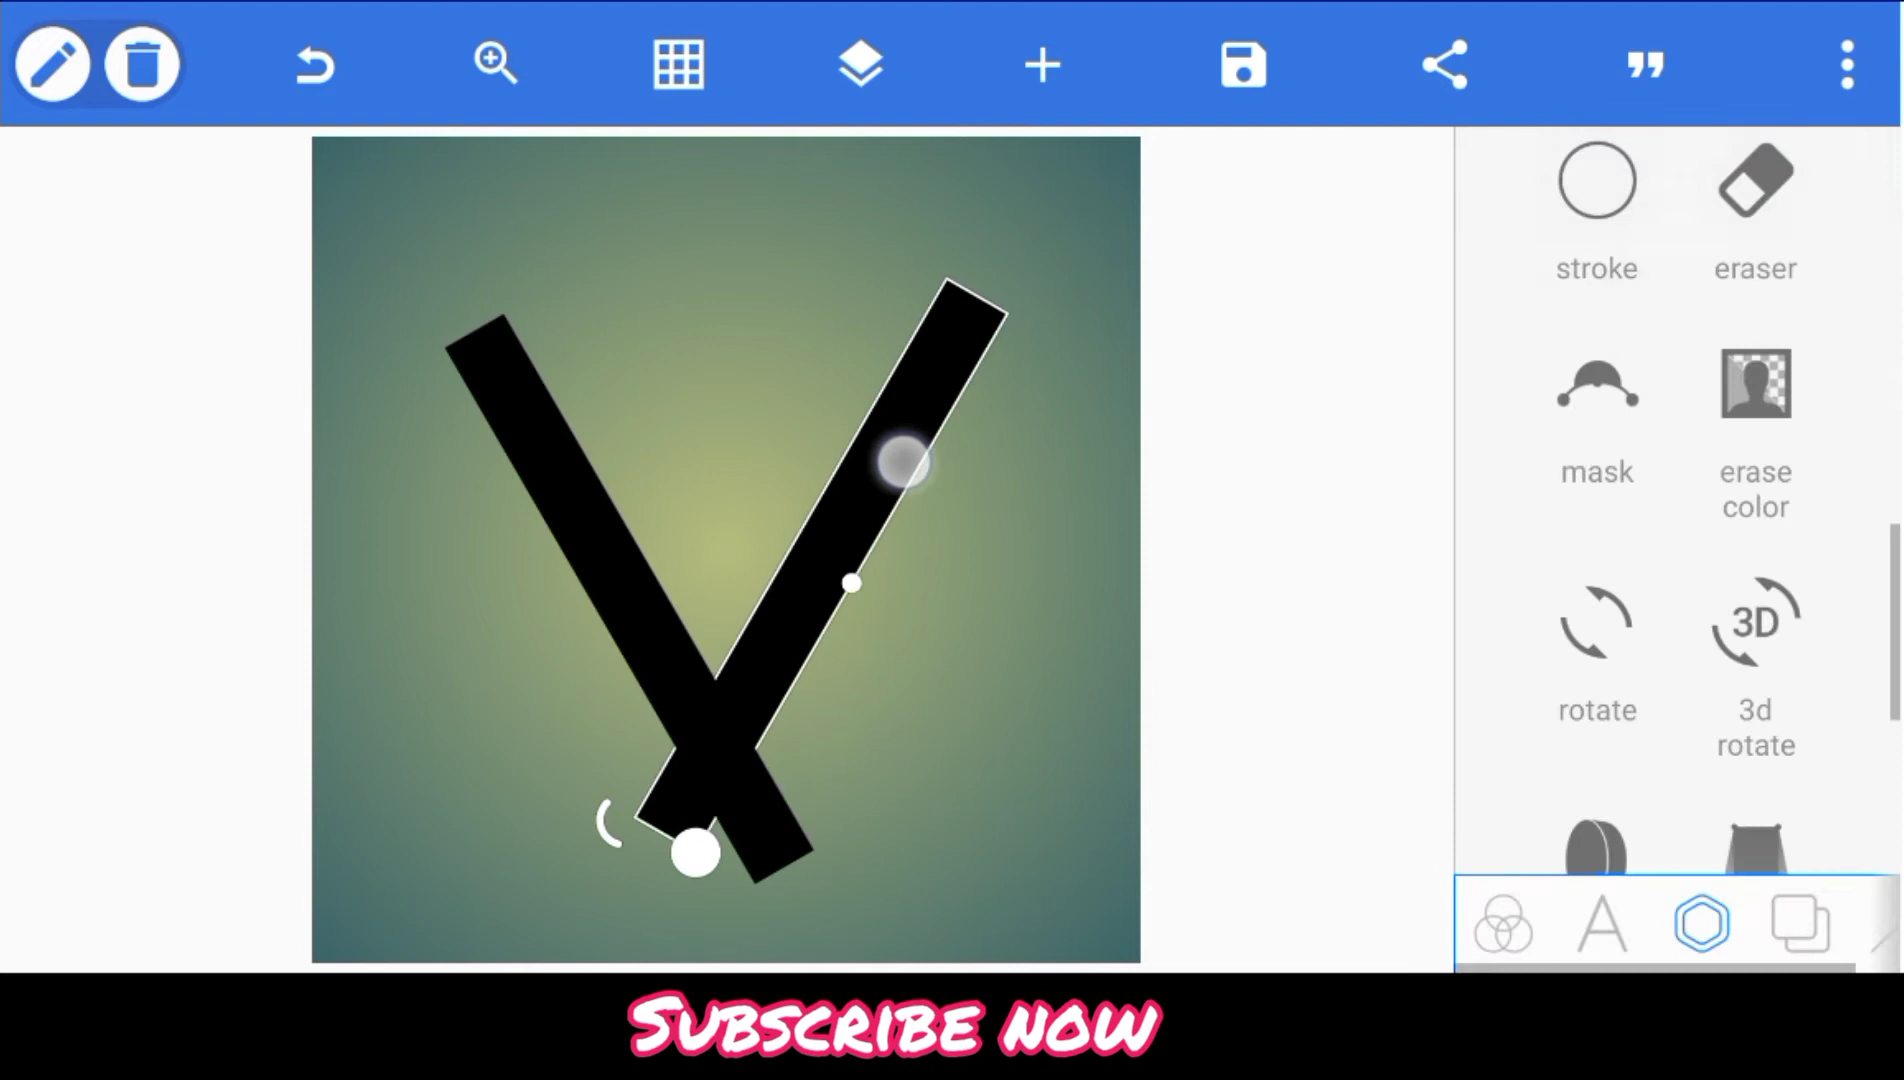 stroke
eraser
mask
erase
color
3D
rotate
3d
rotate
A
SUBSCRIBE NOW